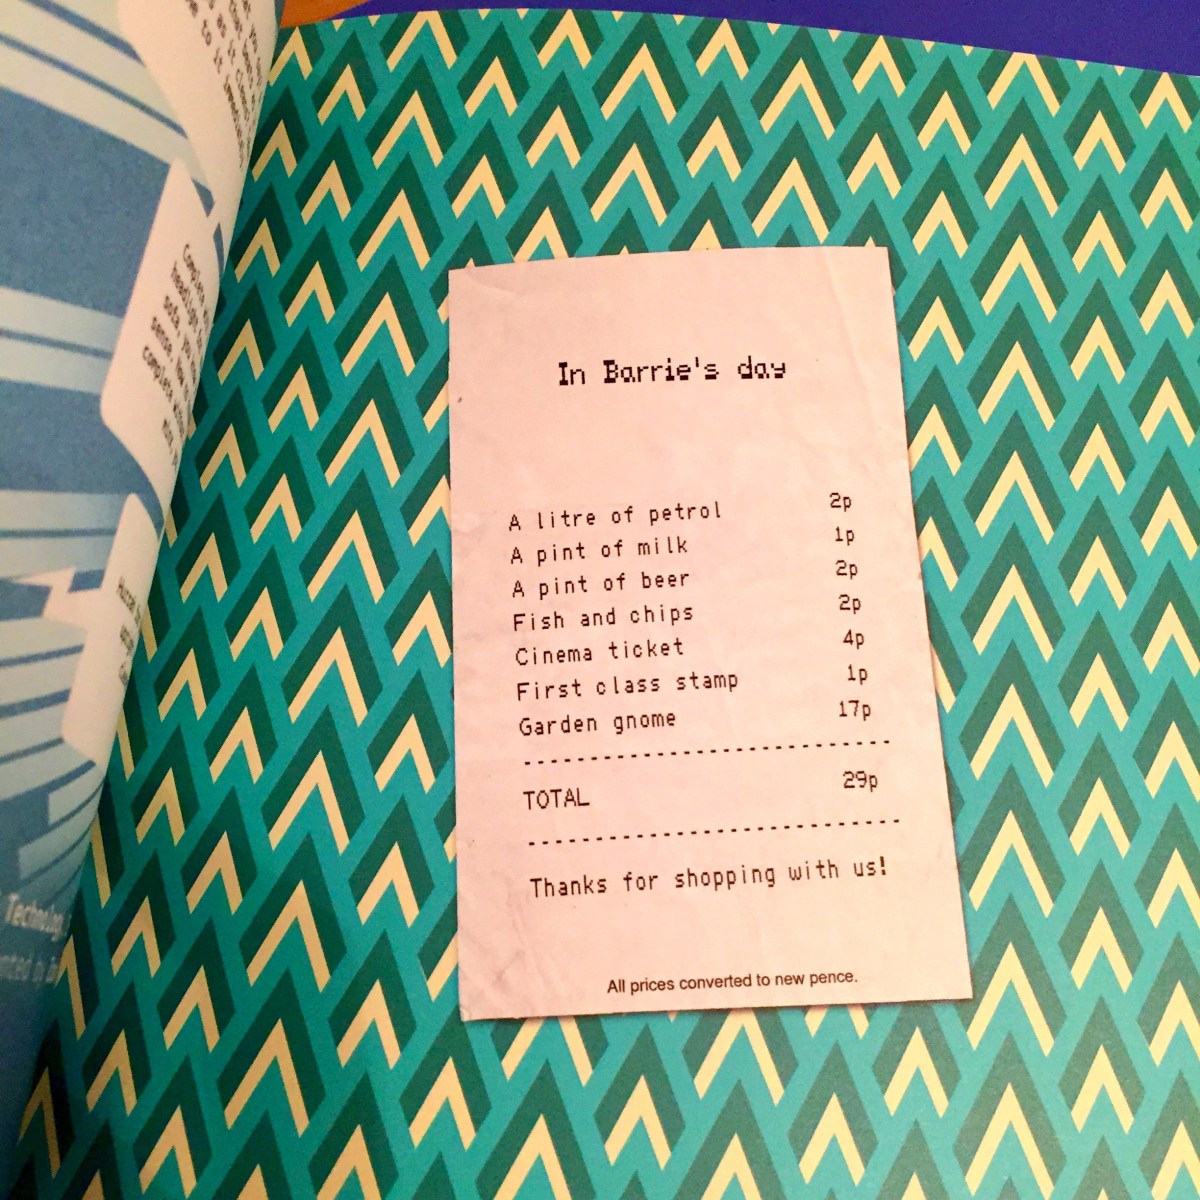 In Barrie's day
A litre of petrol 2p
A pint of milk 1p
A pint of beer 2p
Fish and chips 2p
Cinema ticket 4p
First class stamp 1p
Garden gnome 17p
TOTAL 29p
Thanks for shopping with us!
All prices converted to new pence.